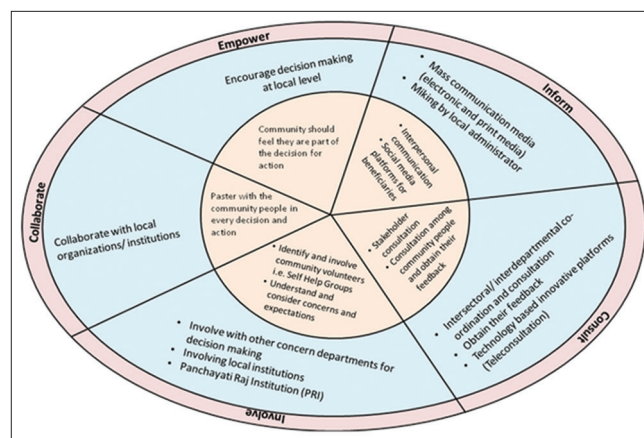 Empower
Encourage decision making
at local level
Community should
feel they are part of
the decision for
action
Inform
• Mass communication media
(electronic and print media)
• Miking by local administrator
• Interpersonal
communication
• Social media
platforms for
beneficiaries
Consult
• Intersectoral/ interdepartmental co-
ordination and consultation
• Obtain their feedback
• Technology based innovative platforms
(Teleconsultation)
• Stakeholder
consultation
• Consultation among
community people
and obtain their
feedback
Involve
• Involve with other concern departments for
decision making
• Involving local institutions
• Panchayati Raj Institution (PRI)
• Identify and involve
community volunteers
i.e. Self Help Groups
• Understand and
consider concerns and
expectations
Collaborate
Collaborate with local
organizations/ institutions
Paster with the
community people in
every decision and
action